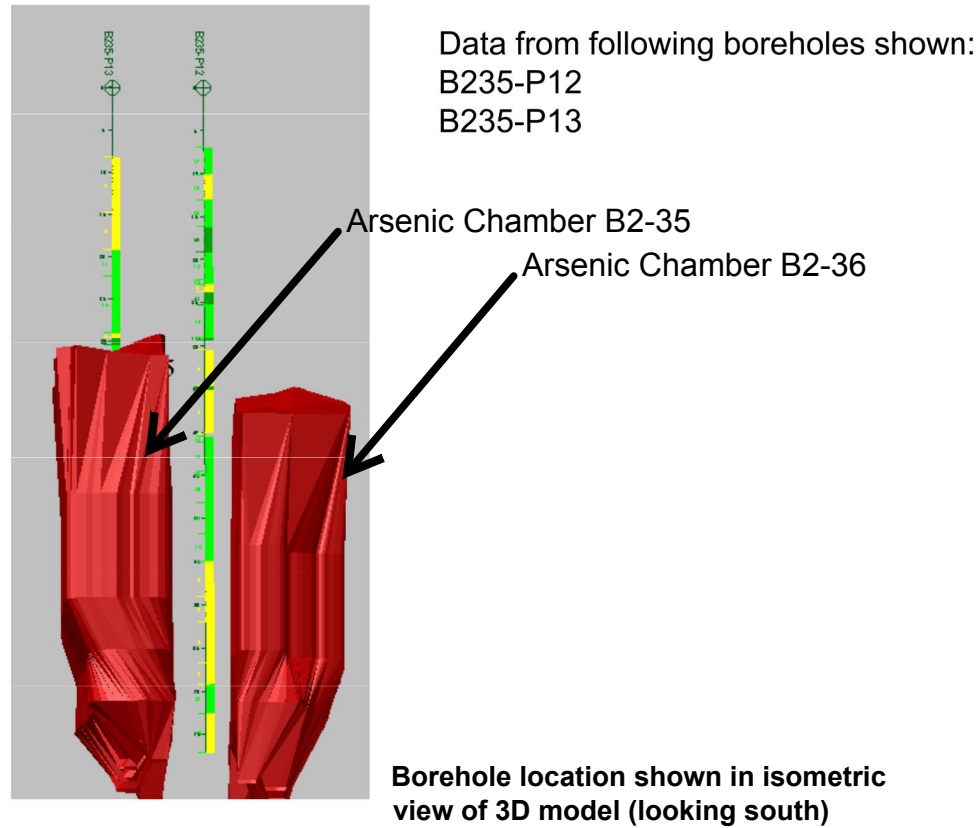 B235-P13
B235-P12
Data from following boreholes shown:
B235-P12
B235-P13
Arsenic Chamber B2-35
Arsenic Chamber B2-36
5
Borehole location shown in isometric
view of 3D model (looking south)